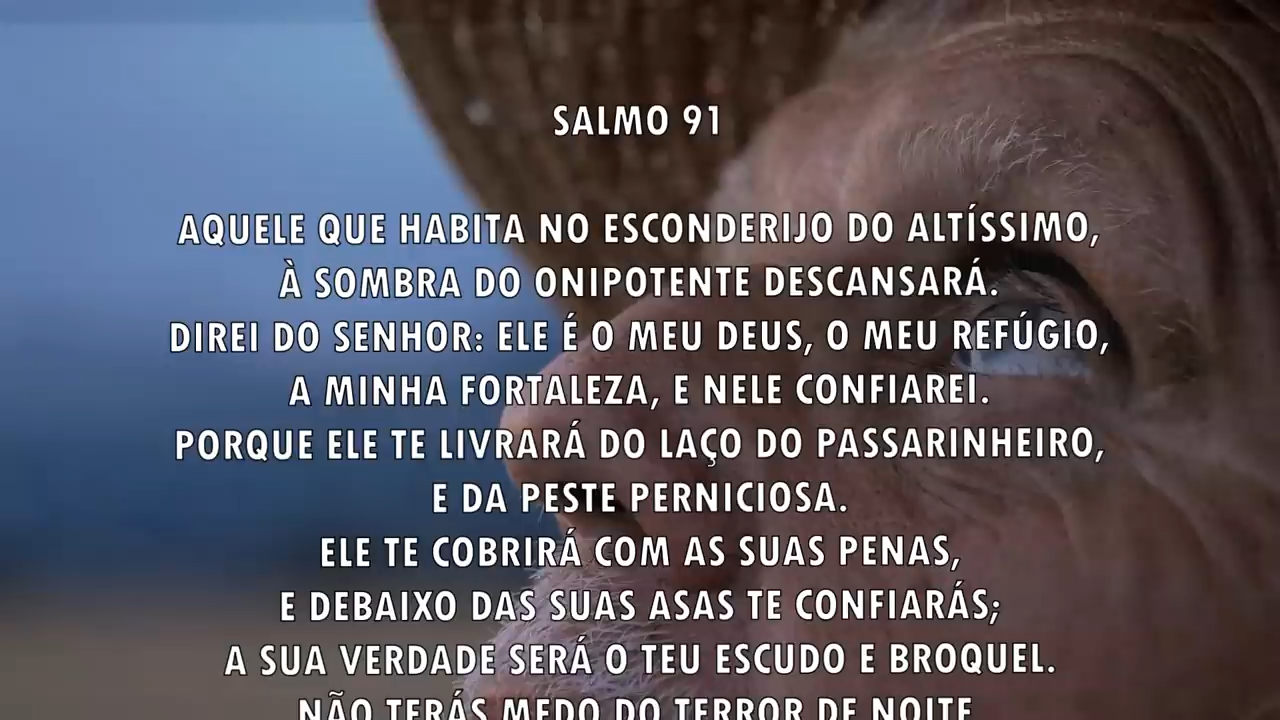 SALMO 91
AQUELE QUE HABITA NO ESCONDERIJO DO ALTÍSSIMO,
À SOMBRA DO ONIPOTENTE DESCANSARÁ.
DIREI DO SENHOR: ELE É O MEU DEUS, O MEU REFÚGIO,
A MINHA FORTALEZA, E NELE CONFIAREI.
PORQUE ELE TE LIVRARÁ DO LAÇO DO PASSARINHEIRO,
E DA PESTE PERNICIOSA.
ELE TE COBRIRÁ COM AS SUAS PENAS,
E DEBAIXO DAS SUAS ASAS TE CONFIARÁS;
A SUA VERDADE SERÁ O TEU ESCUDO E BROQUEL.
NÃO TERÁS MEDO DO TERROR DE NOITE